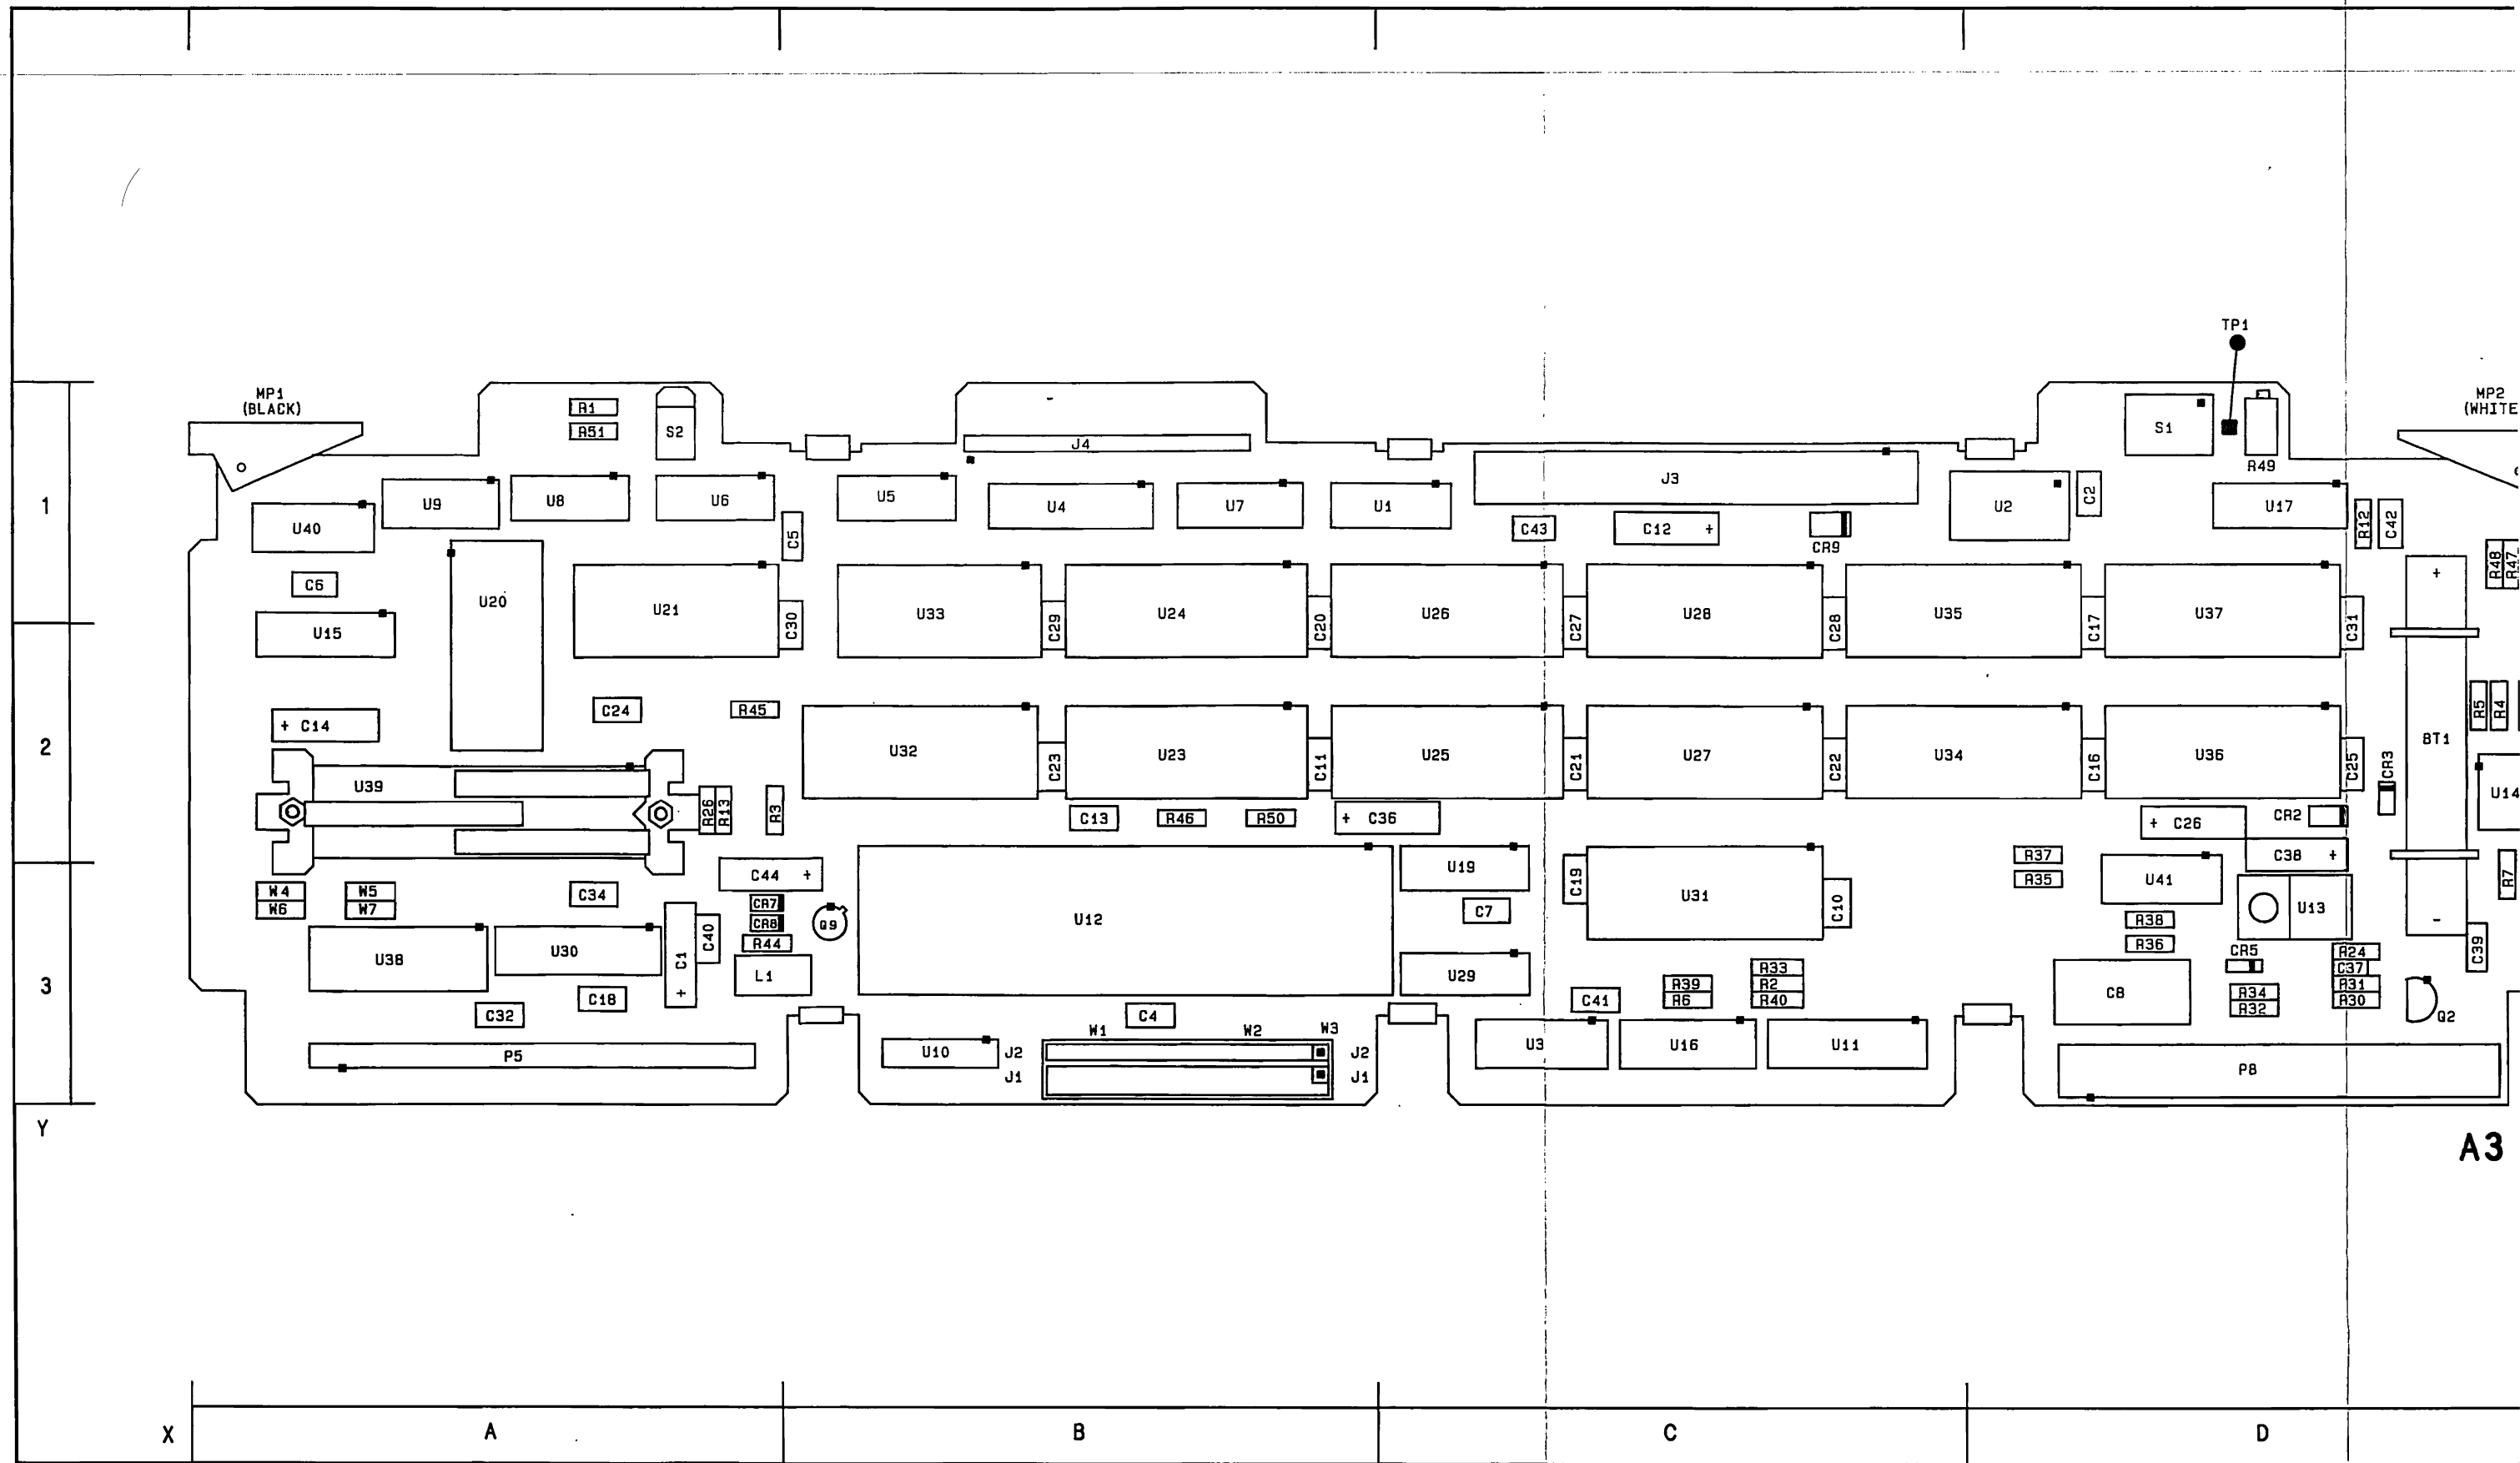 TP1
MP1
(BLACK)
MP2
(WHITE
R1
R51
S2
J4
S1
R49
1
U40
U9
U8
U6
C5
U5
U4
U7
U1
J3
C43
C12 +
CR9
U2
C2
U17
R12
C42
R48
R47
C6
U15
U20
U21
C30
U33
C29
U24
C20
U26
C27
U28
C28
U35
C17
U37
C31
+
BT1
-
2
+ C14
C24
R45
U32
C23
U23
C11
U25
C21
U27
C22
U34
C16
U36
C25
CR3
R5
R4
U14
U39
R26
R13
R3
C13
R46
R50
+ C36
+ C26
CR2
C38 +
R37
R35
U41
U13
R7
W4
W6
W5
W7
C34
C44 +
CR7
CR8
R44
L1
Q9
U12
U19
C7
U29
C19
U31
C10
R38
R36
CR5
R24
C37
R31
R30
C39
3
U38
U30
C1
+
C40
C18
C32
P5
C4
W1
W2
W3
U10
J2
J1
J2
J1
C41
R39
R6
R33
R2
R40
U3
U16
U11
C8
R34
R32
Q2
P8
Y
A3
X
A
B
C
D